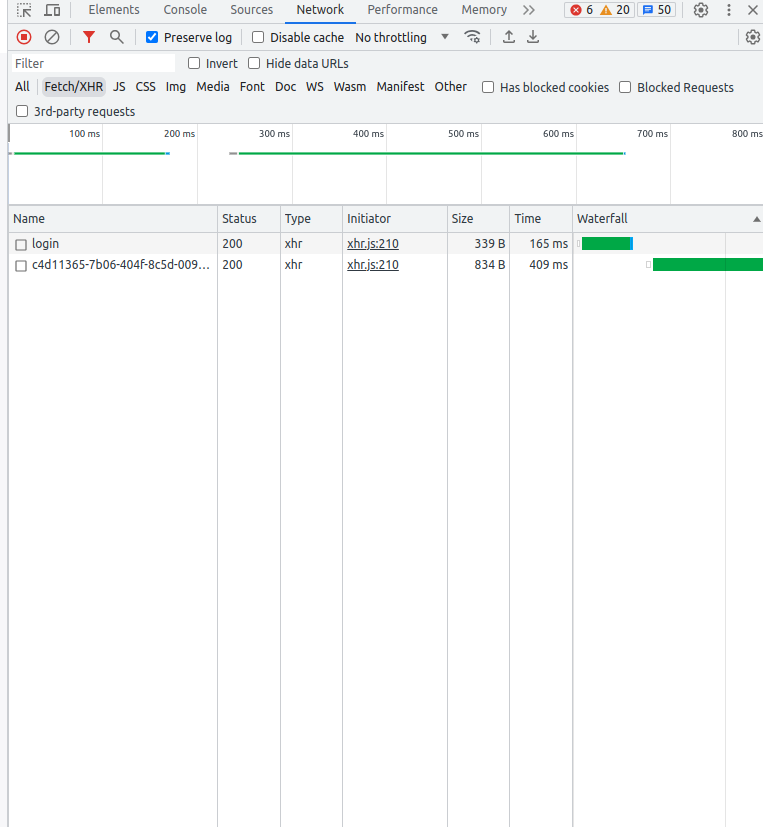 Elements Console Sources Network Performance Memory 6 20 50
Preserve log Disable cache No throttling
Filter Invert Hide data URLs
All Fetch/XHR JS CSS Img Media Font Doc WS Wasm Manifest Other Has blocked cookies Blocked Requests
3rd-party requests
100 ms 200 ms 300 ms 400 ms 500 ms 600 ms 700 ms 800 ms
Name Status Type Initiator Size Time Waterfall
login 200 xhr xhr.js:210 339 B 165 ms
c4d11365-7b06-404f-8c5d-009... 200 xhr xhr.js:210 834 B 409 ms